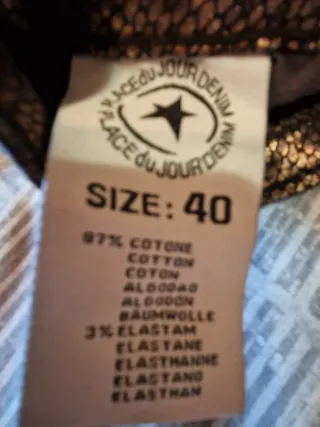 PLACE du JOUR DENIM
PLACE du JOUR DENIM
SIZE: 40
97% COTONE
COTTON
COTON
ALGODAO
ALGODON
BAUMWOLLE
3% ELASTAM
ELASTANE
ELASTHANNE
ELASTANO
ELASTHAN